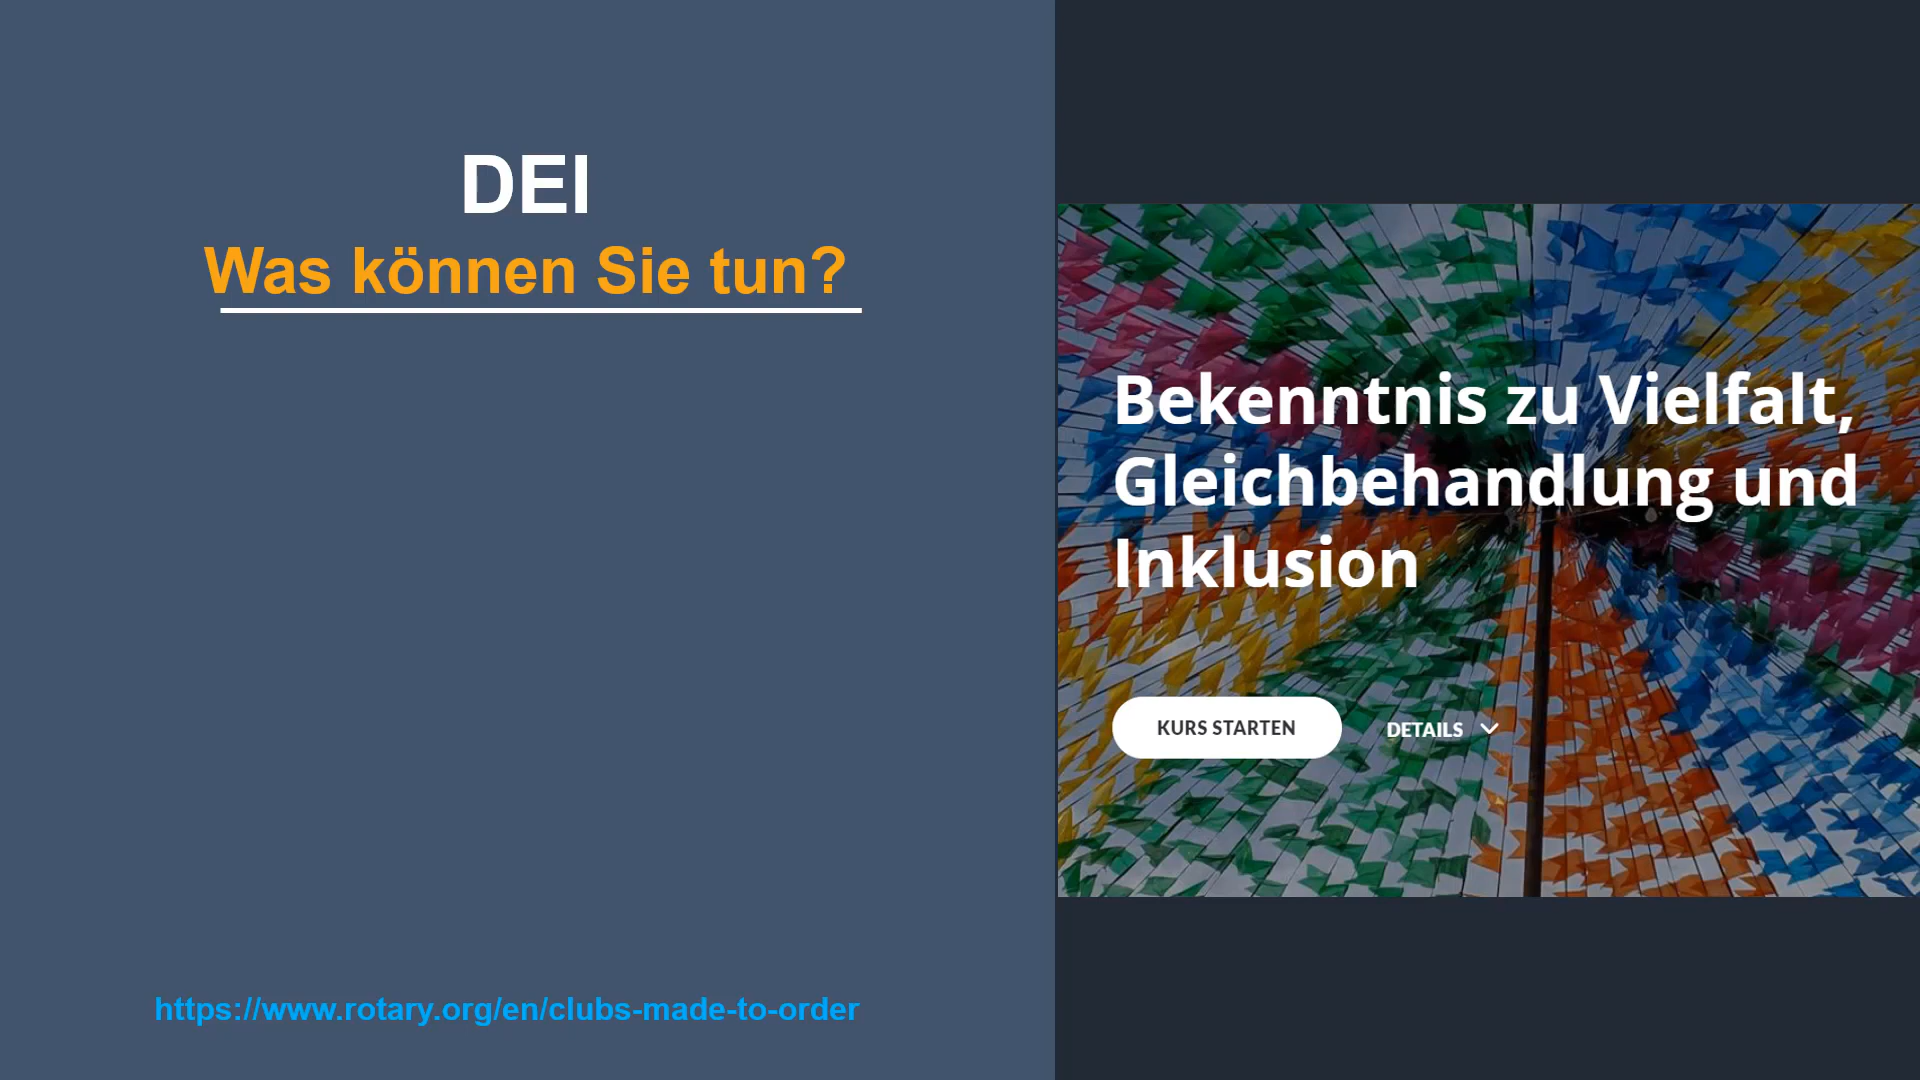 DEI
Was können Sie tun?
https://www.rotary.org/en/clubs-made-to-order
Bekenntnis zu Vielfalt,
Gleichbehandlung und
Inklusion
KURS STARTEN
DETAILS